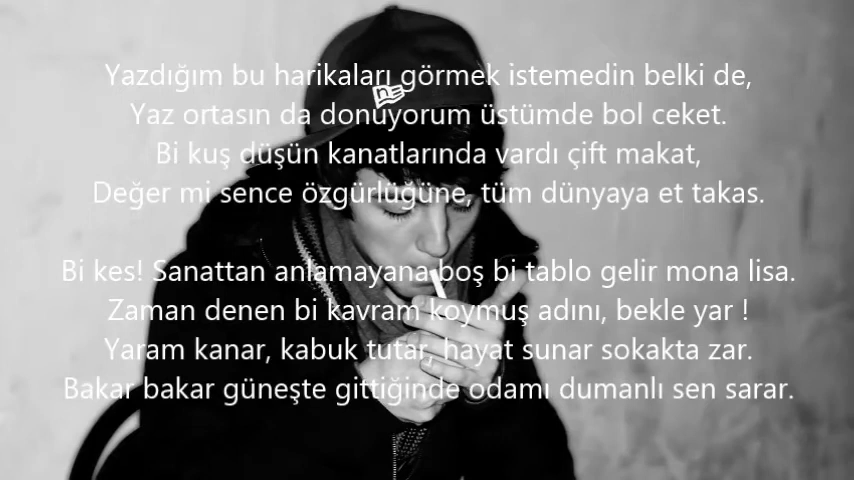 Yazdığım bu harikaları görmek istemedin belki de,
Yaz ortasın da donuyorum üstümde bol ceket.
Bi kuş düşün kanatlarında vardı çift makat,
Değer mi sence özgürlüğüne, tüm dünyaya et takas.
Bi kes! Sanattan anlamayana boş bi tablo gelir mona lisa.
Zaman denen bi kavram koymuş adını, bekle yar !
Yaram kanar, kabuk tutar, hayat sunar sokakta zar.
Bakar bakar güneşte gittiğinde odamı dumanlı sen sarar.